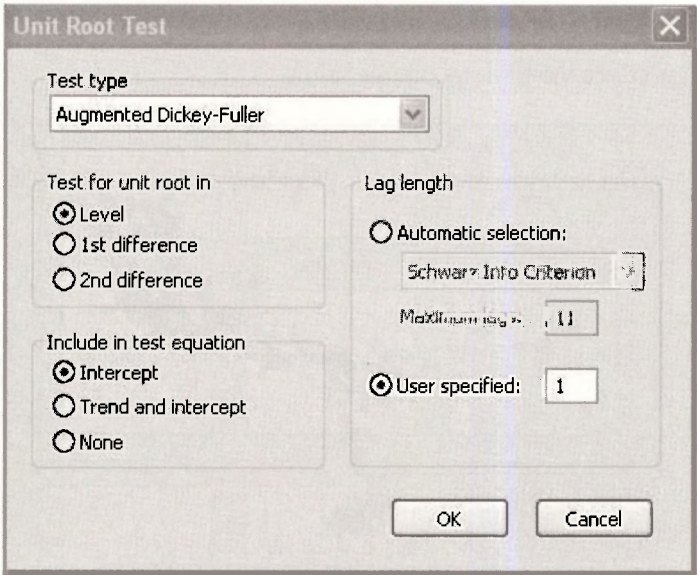 Unit Root Test
Test type
Augmented Dickey-Fuller
Test for unit root in
Level
1st difference
2nd difference
Include in test equation
Intercept
Trend and intercept
None
Lag length
Automatic selection:
Schwarz Info Criterion
Maximum
User specified: 1
OK
Cancel